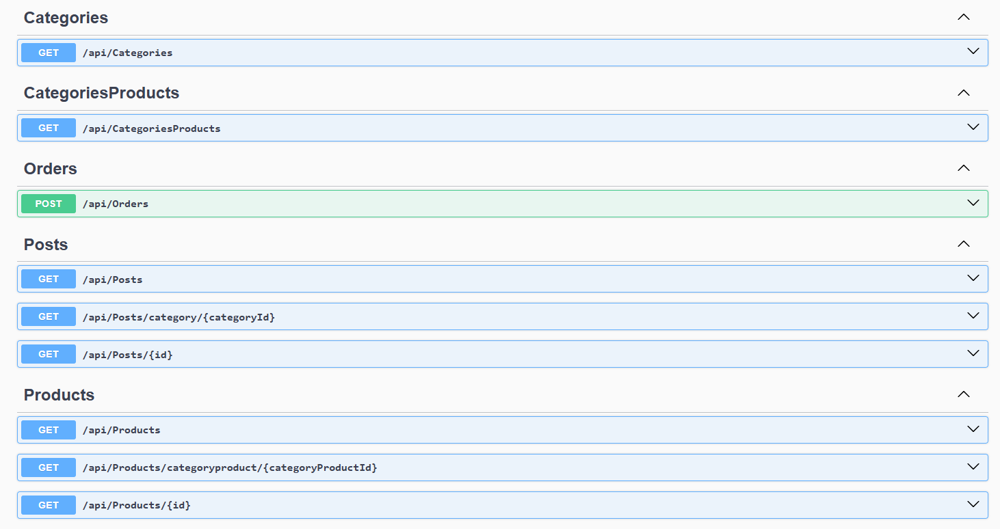 Categories
GET /api/Categories
CategoriesProducts
GET /api/CategoriesProducts
Orders
POST /api/Orders
Posts
GET /api/Posts
GET /api/Posts/category/{categoryId}
GET /api/Posts/{id}
Products
GET /api/Products
GET /api/Products/categoryproduct/{categoryProductId}
GET /api/Products/{id}